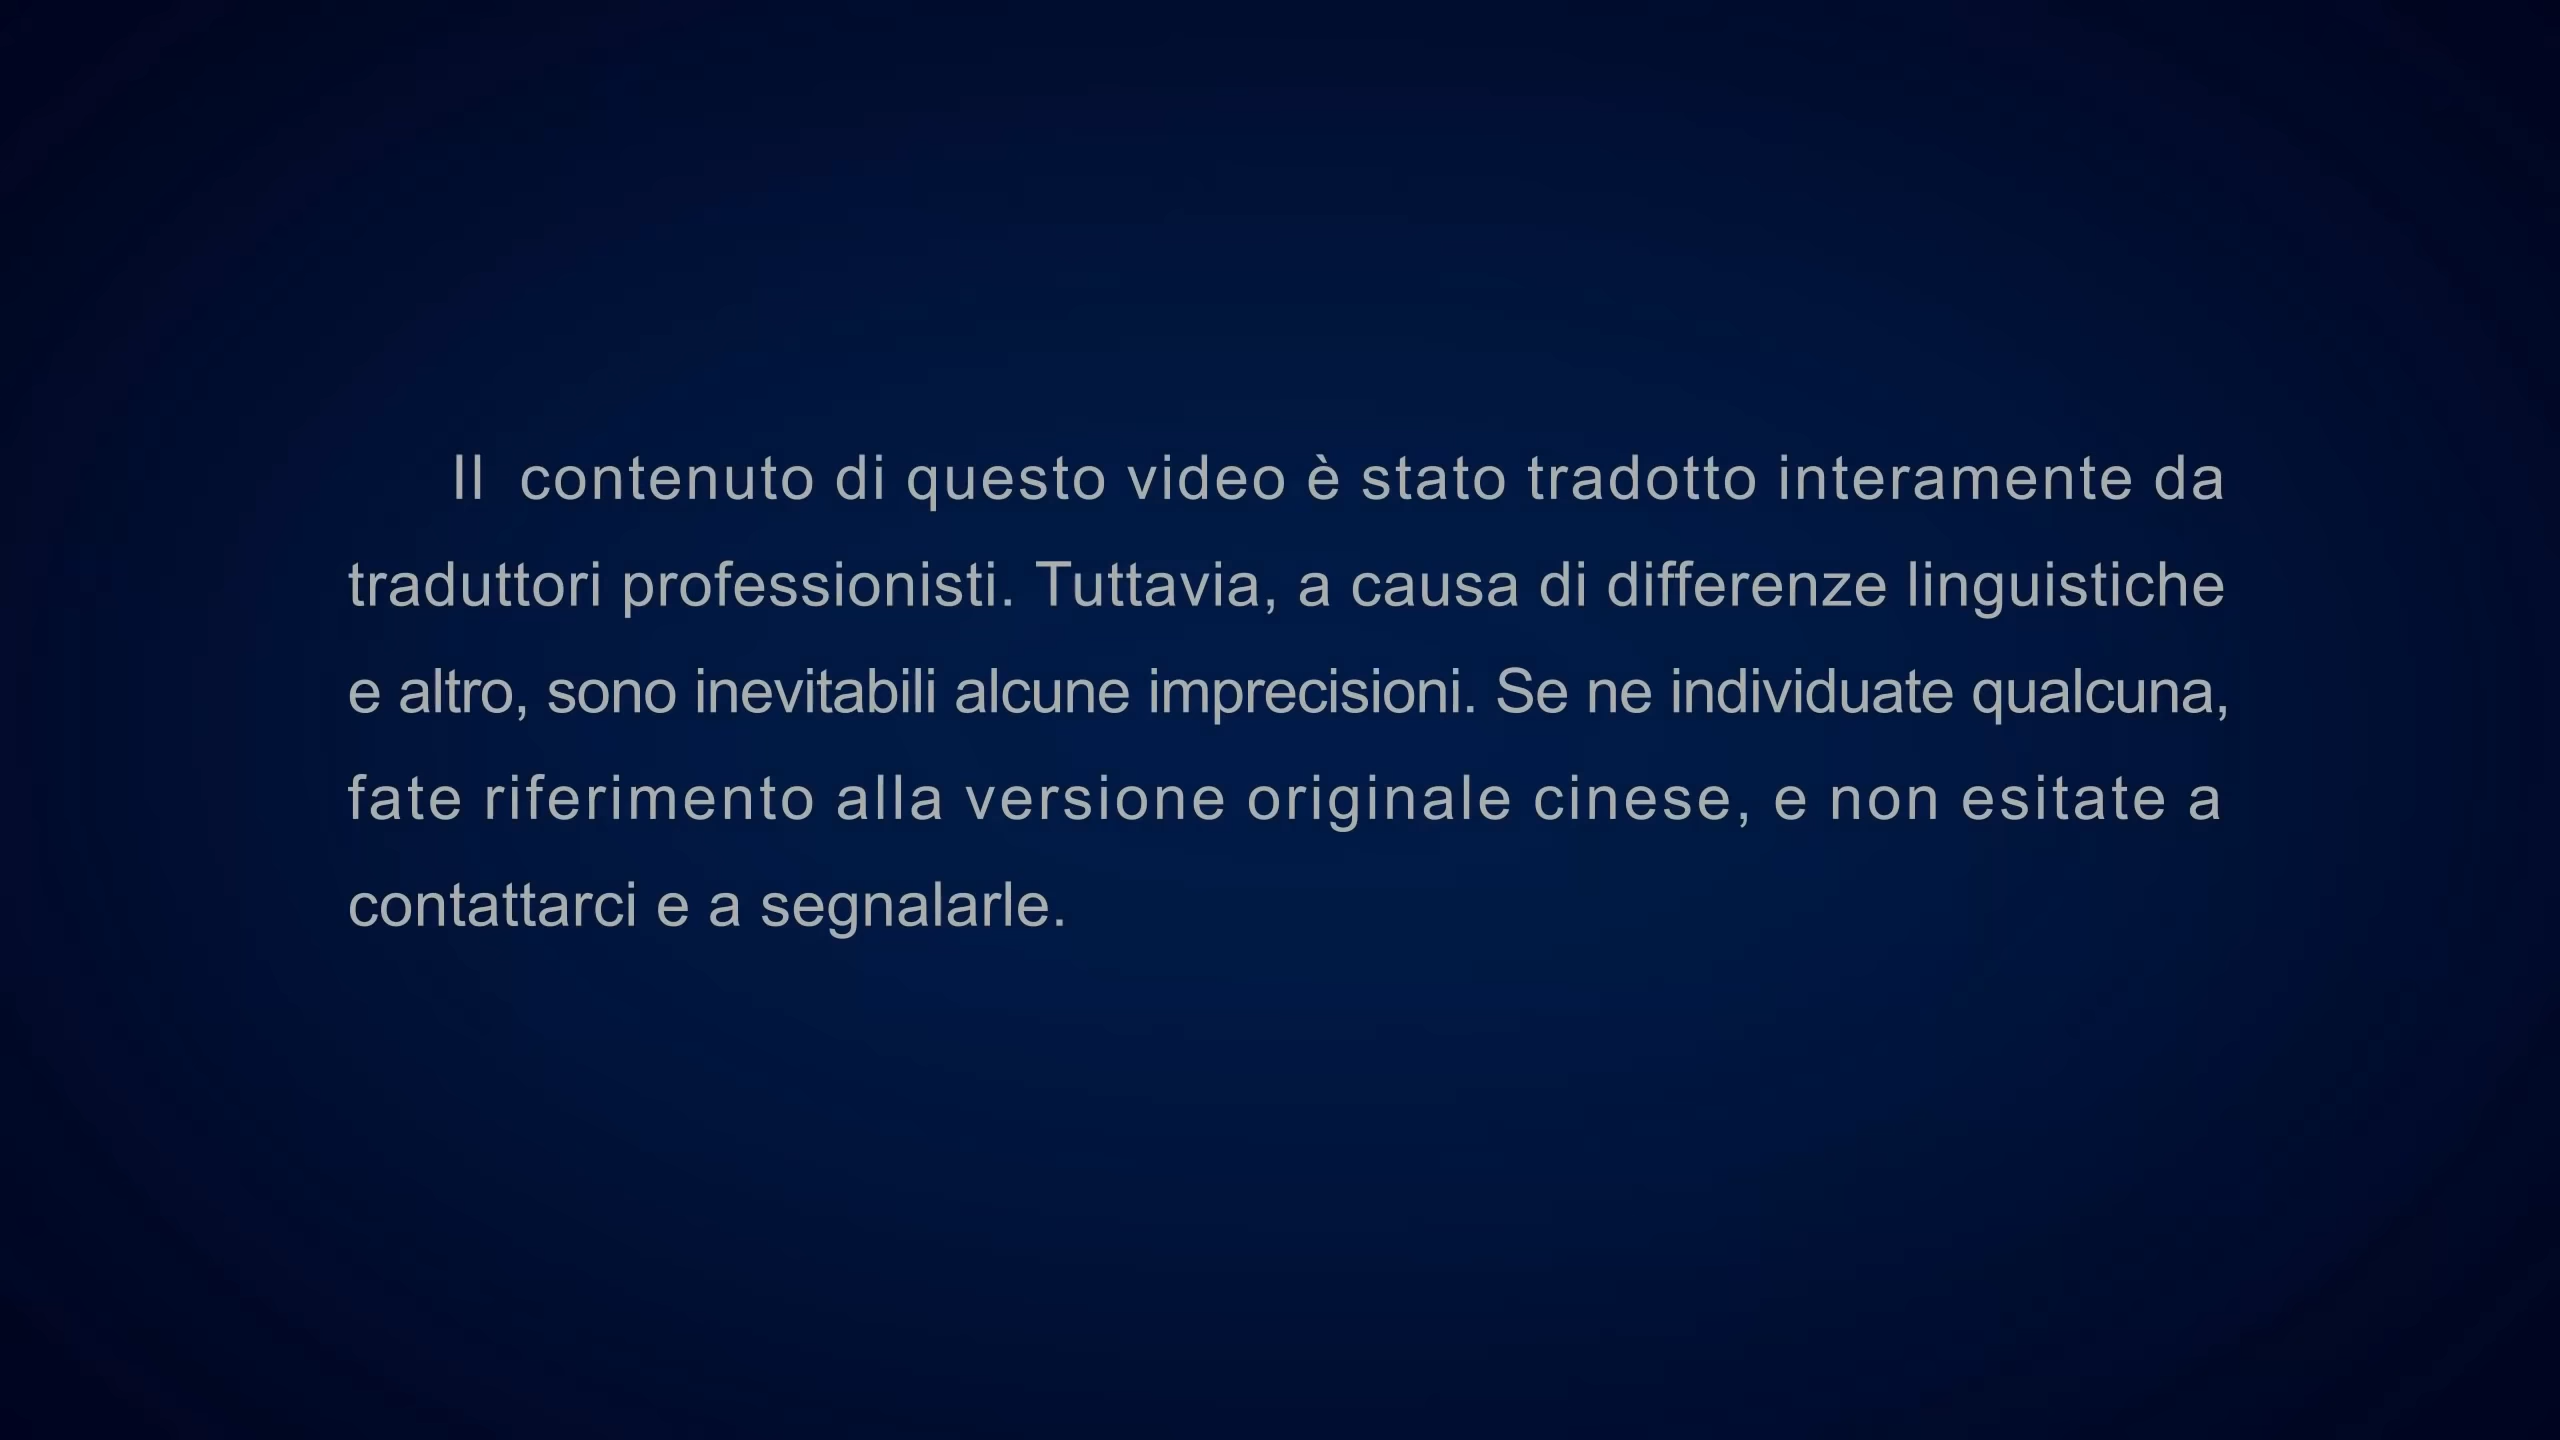 Il contenuto di questo video è stato tradotto interamente da
traduttori professionisti. Tuttavia, a causa di differenze linguistiche
e altro, sono inevitabili alcune imprecisioni. Se ne individuate qualcuna,
fate riferimento alla versione originale cinese, e non esitate a
contattarci e a segnalarle.